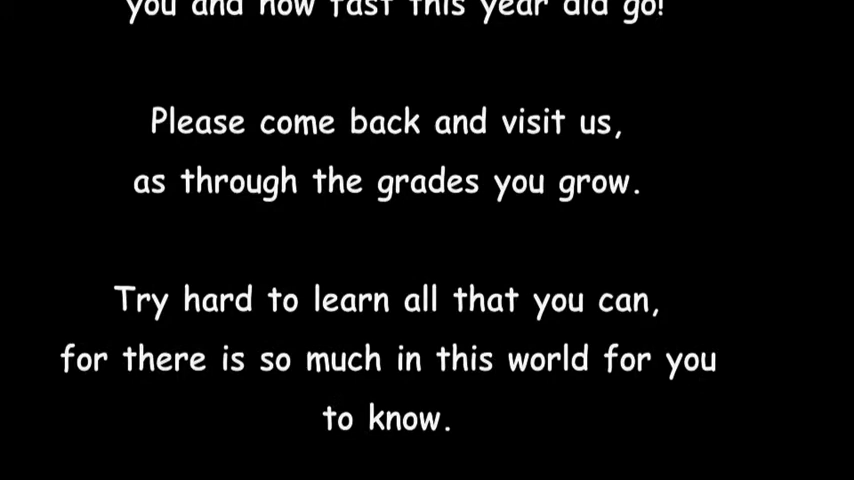 you and how fast this year did go!
Please come back and visit us,
as through the grades you grow.
Try hard to learn all that you can,
for there is so much in this world for you
to know.